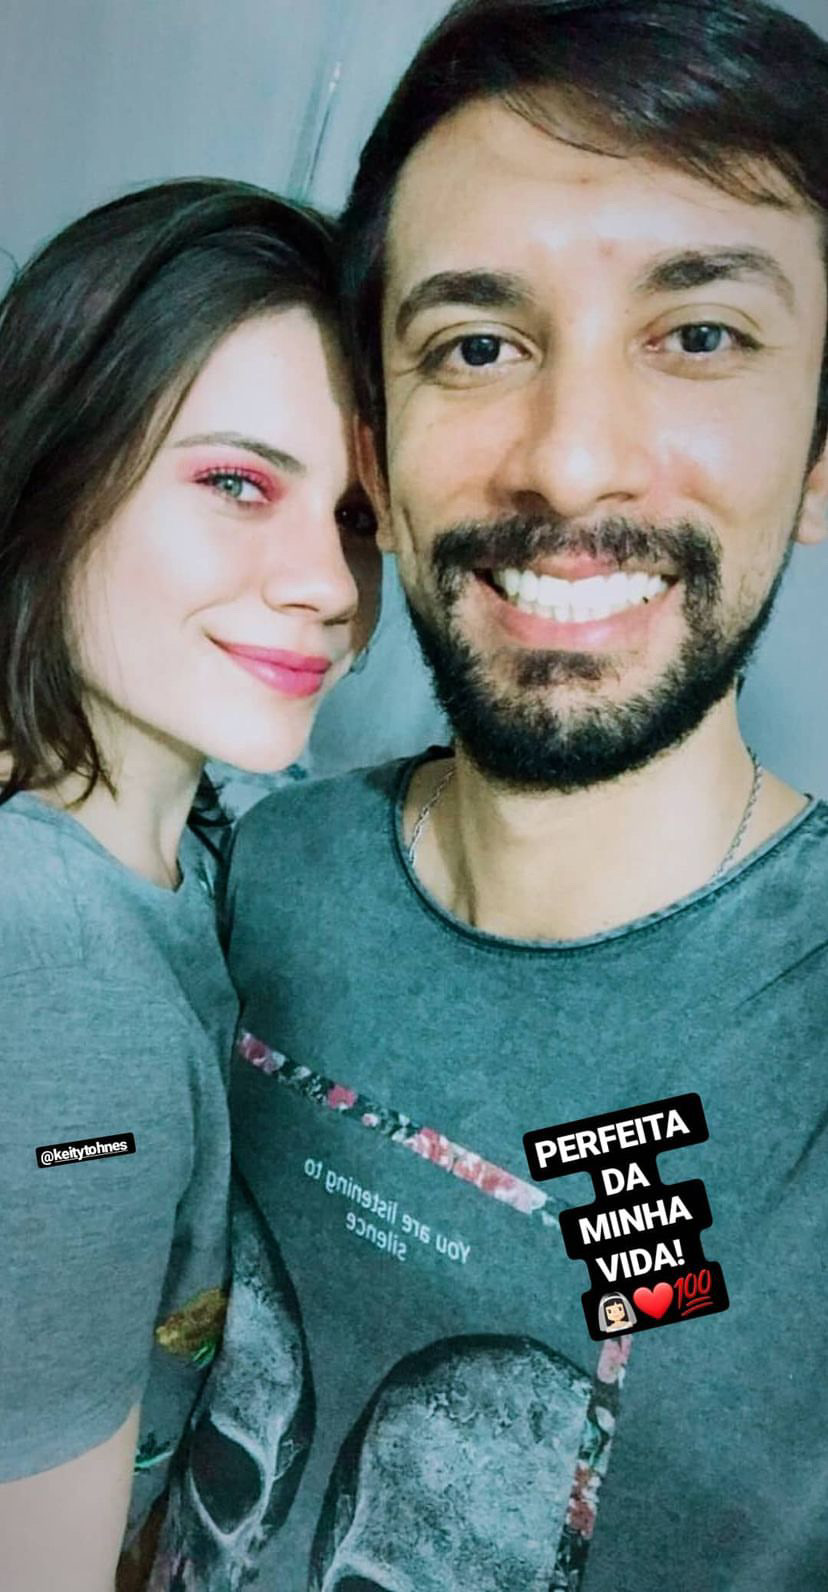 @keitytohnes
You are listening to
silence
PERFEITA
DA
MINHA
VIDA!
👰🏻❤️💯